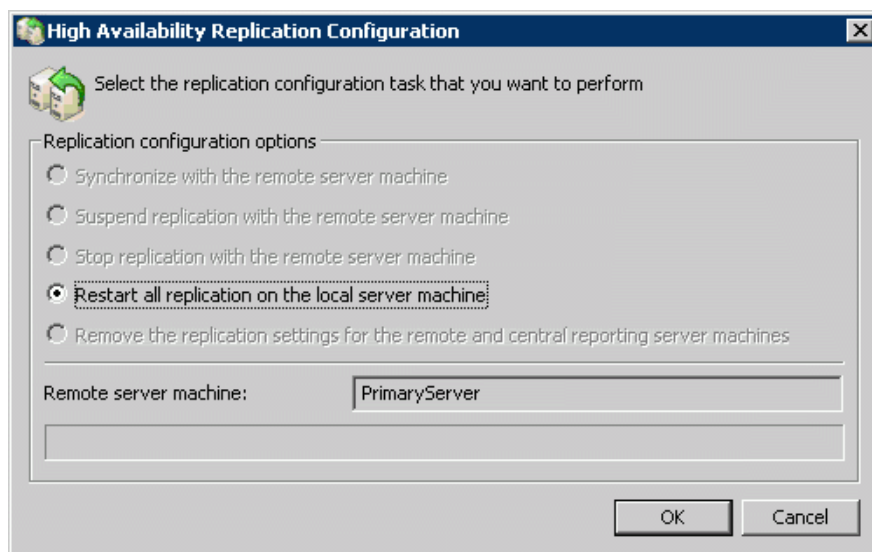 High Availability Replication Configuration
Select the replication configuration task that you want to perform
Replication configuration options
Synchronize with the remote server machine
Suspend replication with the remote server machine
Stop replication with the remote server machine
Restart all replication on the local server machine
Remove the replication settings for the remote and central reporting server machines
Remote server machine: PrimaryServer
OK Cancel